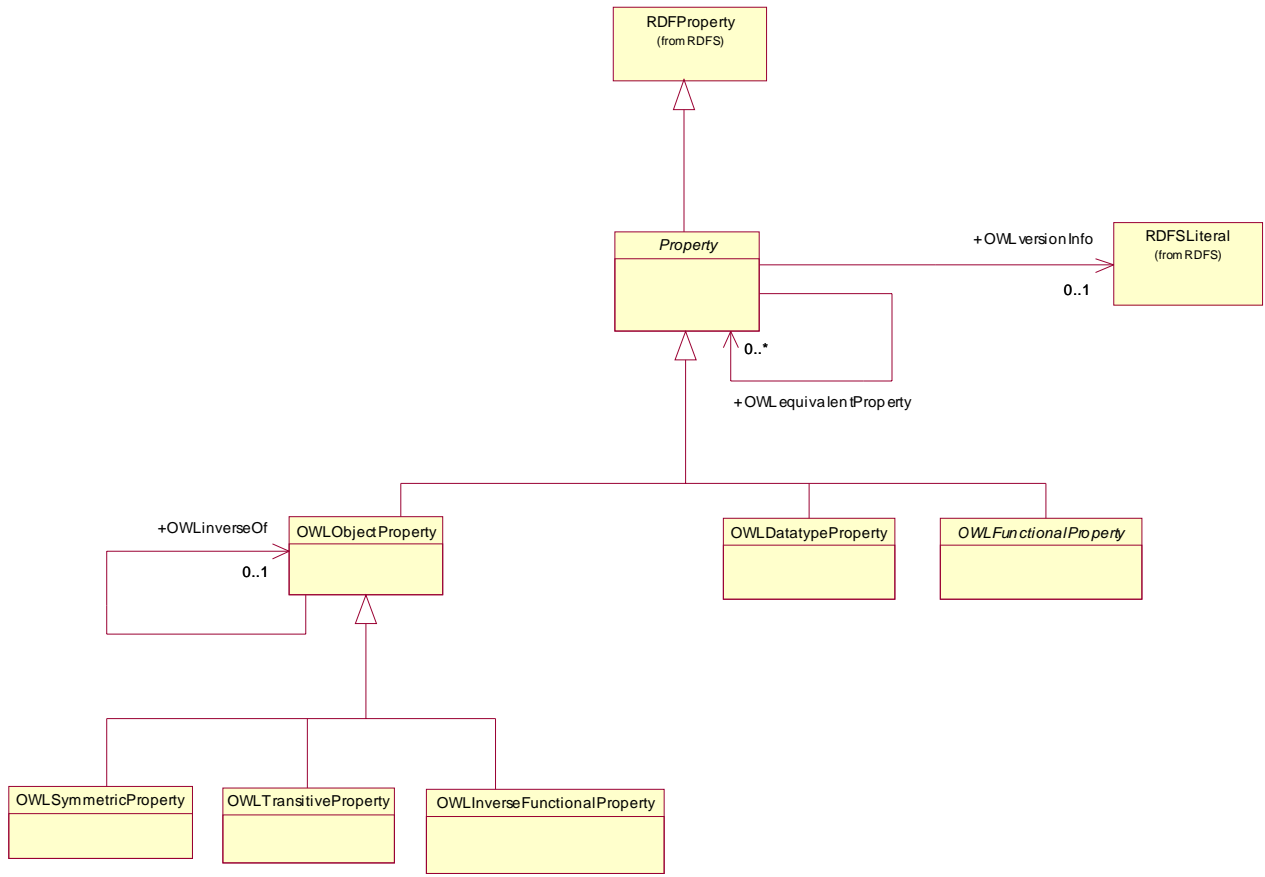 RDFProperty
(from RDFS)
Property
+OWLversionInfo
RDFSLiteral
(from RDFS)
0..1
0..*
+OWLequivalentProperty
+OWLinverseOf
OWLObjectProperty
OWLDatatypeProperty
OWLFunctionalProperty
0..1
OWLSymmetricProperty
OWLTransitiveProperty
OWLInverseFunctionalProperty